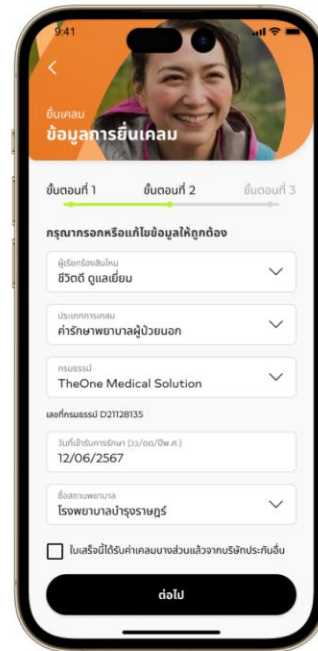 9:41
ยื่นเคลม
ข้อมูลการยื่นเคลม
ขั้นตอนที่ 1 ขั้นตอนที่ 2 ขั้นตอนที่ 3
กรุณากรอกหรือแก้ไขข้อมูลให้ถูกต้อง
ผู้เรียกร้องสินไหม
ชีวิตดี ดูแลเยี่ยม
ประเภทการเคลม
ค่ารักษาพยาบาลผู้ป่วยนอก
กรมธรรม์
TheOne Medical Solution
เลขที่กรมธรรม์ D21128135
วันที่เข้ารับการรักษา (วว/ดด/ปีพ.ศ.)
12/06/2567
ชื่อสถานพยาบาล
โรงพยาบาลบำรุงราษฎร์
ใบเสร็จนี้ได้รับค่าเคลมบางส่วนแล้วจากบริษัทประกันอื่น
ต่อไป